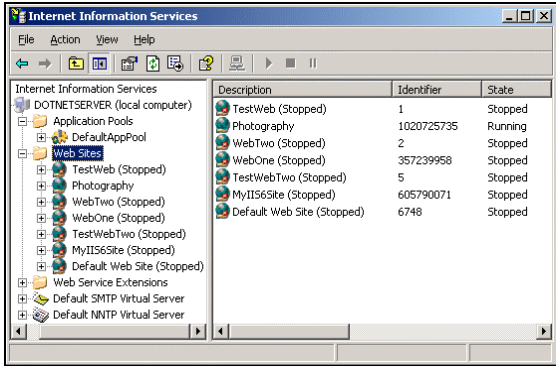 Internet Information Services
File Action View Help
Internet Information Services
DOTNETSERVER (local computer)
Application Pools
DefaultAppPool
Web Sites
TestWeb (Stopped)
Photography
WebTwo (Stopped)
WebOne (Stopped)
TestWebTwo (Stopped)
MyIIS6Site (Stopped)
Default Web Site (Stopped)
Web Service Extensions
Default SMTP Virtual Server
Default NNTP Virtual Server
Description Identifier State
TestWeb (Stopped) 1 Stopped
Photography 1020725735 Running
WebTwo (Stopped) 2 Stopped
WebOne (Stopped) 357239958 Stopped
TestWebTwo (Stopped) 5 Stopped
MyIIS6Site (Stopped) 605790071 Stopped
Default Web Site (Stopped) 6748 Stopped